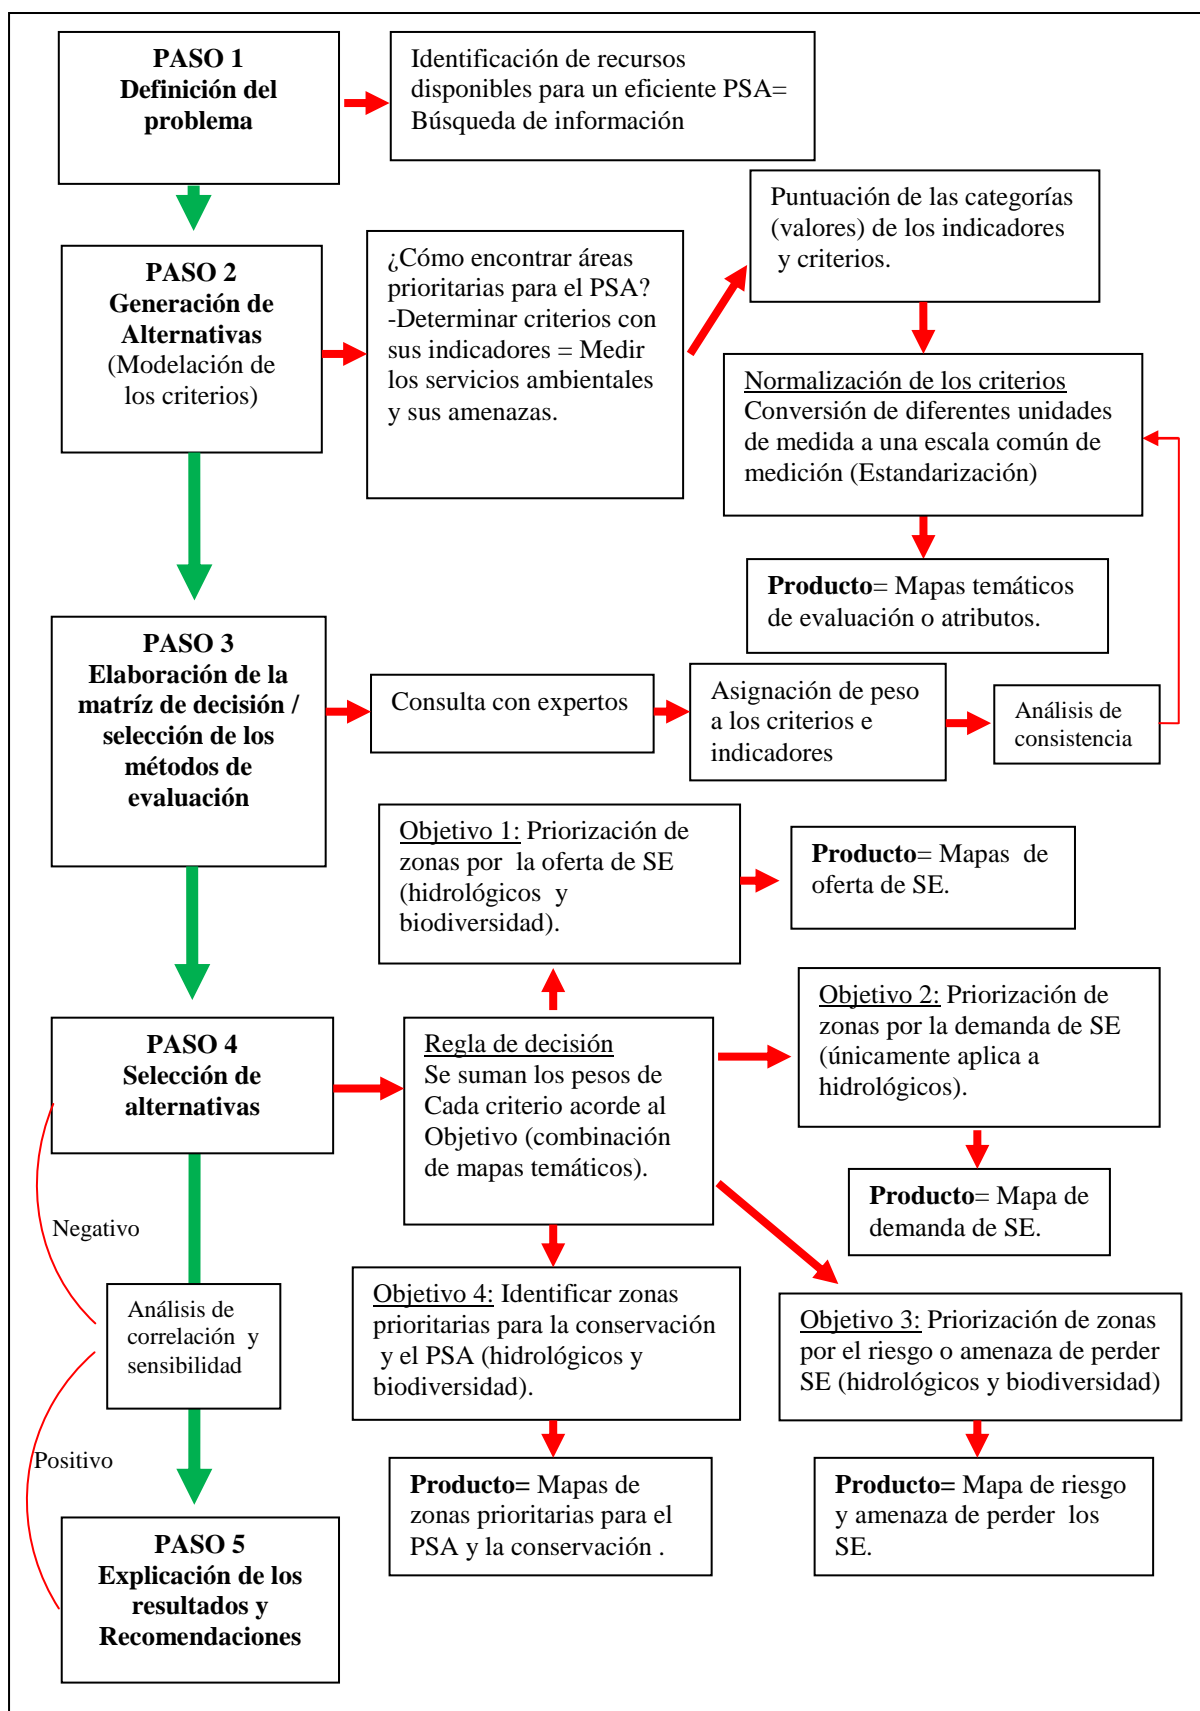 PASO 1
Definición del
problema
Identificación de recursos
disponibles para un eficiente PSA=
Búsqueda de información
PASO 2
Generación de
Alternativas
(Modelación de
los criterios)
¿Cómo encontrar áreas
prioritarias para el PSA?
-Determinar criterios con
sus indicadores = Medir
los servicios ambientales
y sus amenazas.
Puntuación de las categorías
(valores) de los indicadores
y criterios.
Normalización de los criterios
Conversión de diferentes unidades
de medida a una escala común de
medición (Estandarización)
Producto= Mapas temáticos
de evaluación o atributos.
PASO 3
Elaboración de la
matríz de decisión /
selección de los
métodos de
evaluación
Consulta con expertos
Asignación de peso
a los criterios e
indicadores
Análisis de
consistencia
Objetivo 1: Priorización de
zonas por la oferta de SE
(hidrológicos y
biodiversidad).
Producto= Mapas de
oferta de SE.
PASO 4
Selección de
alternativas
Regla de decisión
Se suman los pesos de
Cada criterio acorde al
Objetivo (combinación
de mapas temáticos).
Objetivo 2: Priorización de
zonas por la demanda de SE
(únicamente aplica a
hidrológicos).
Producto= Mapa de
demanda de SE.
Negativo
Análisis de
correlación y
sensibilidad
Positivo
Objetivo 4: Identificar zonas
prioritarias para la conservación
y el PSA (hidrológicos y
biodiversidad).
Objetivo 3: Priorización de zonas
por el riesgo o amenaza de perder
SE (hidrológicos y biodiversidad)
Producto= Mapas de
zonas prioritarias para el
PSA y la conservación .
Producto= Mapa de riesgo
y amenaza de perder los
SE.
PASO 5
Explicación de los
resultados y
Recomendaciones